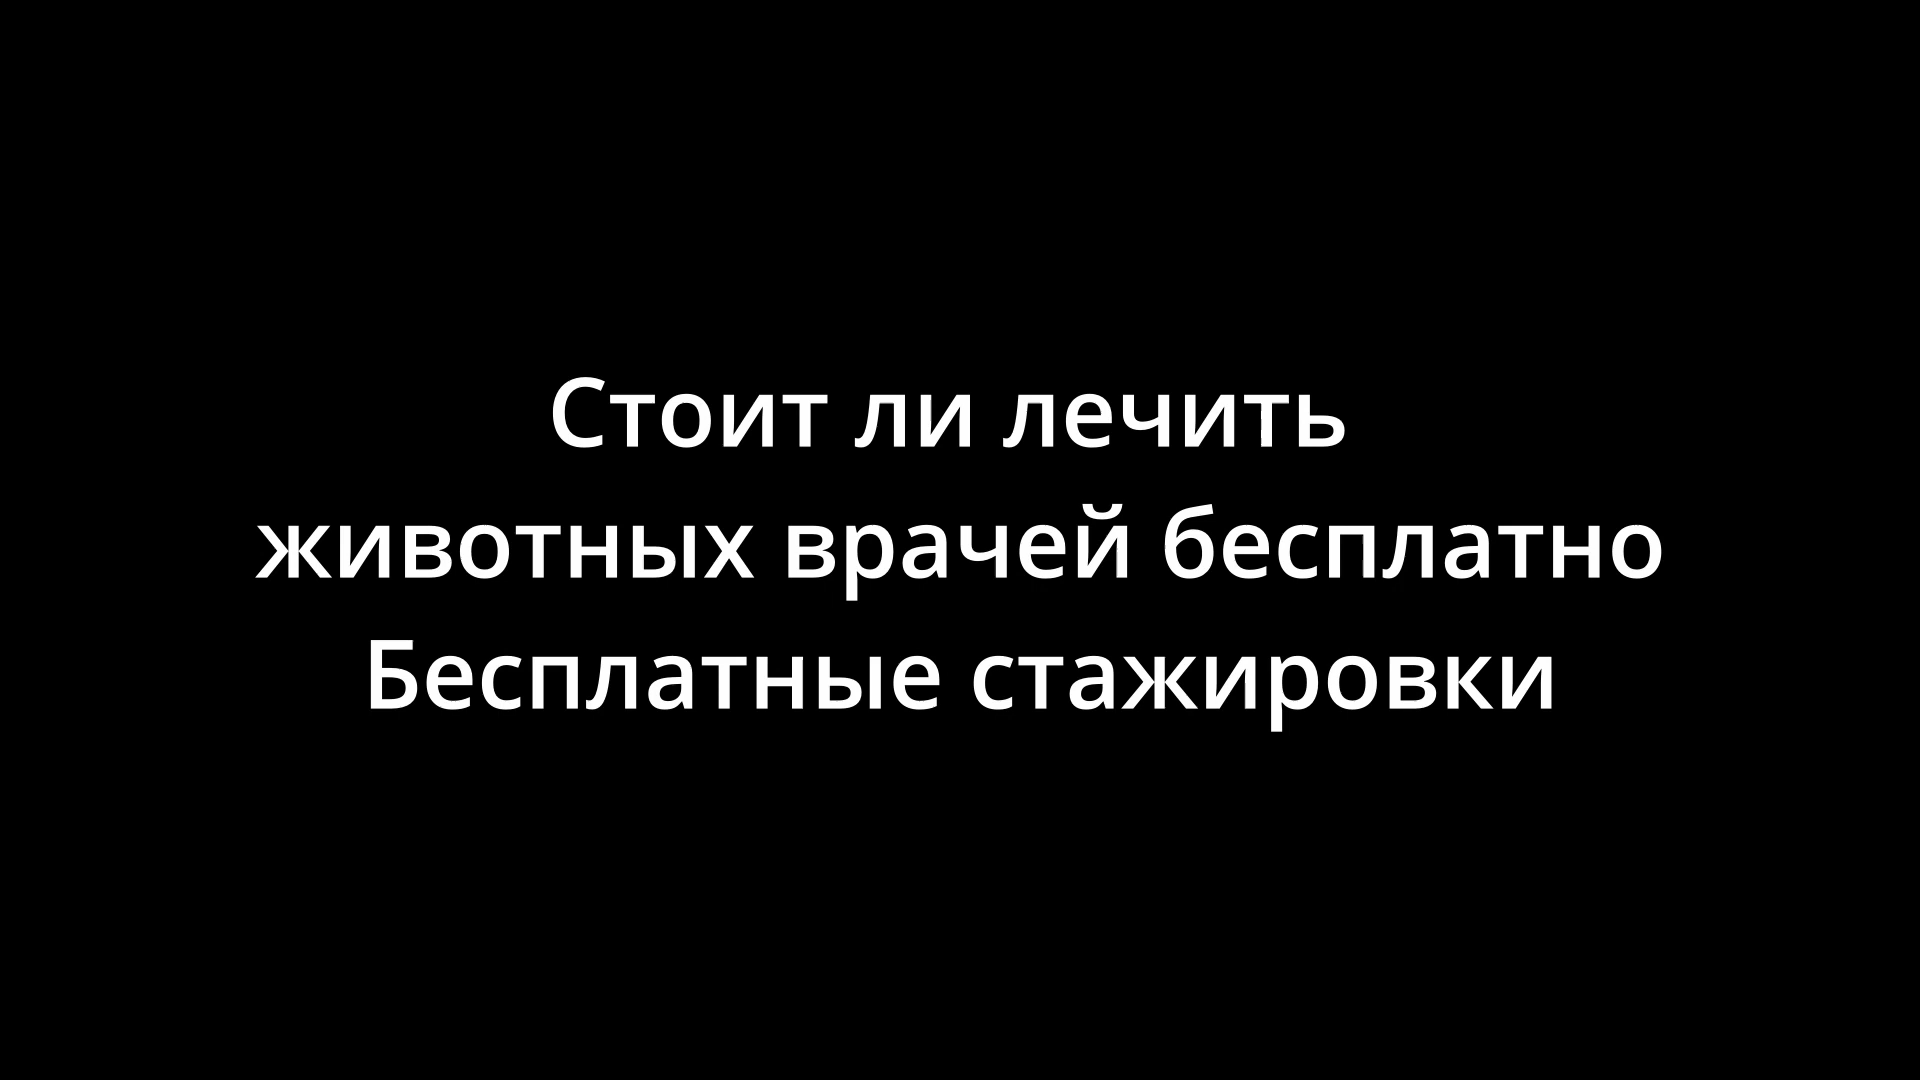 Стоит ли лечить
животных врачей бесплатно
Бесплатные стажировки